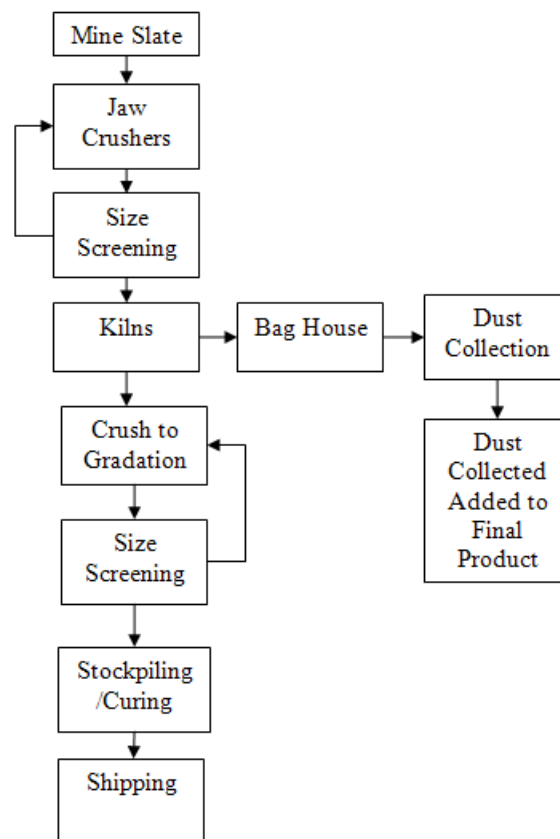 Mine Slate
Jaw
Crushers
Size
Screening
Kilns
Bag House
Dust
Collection
Crush to
Gradation
Dust
Collected
Added to
Final
Product
Size
Screening
Stockpiling
/Curing
Shipping